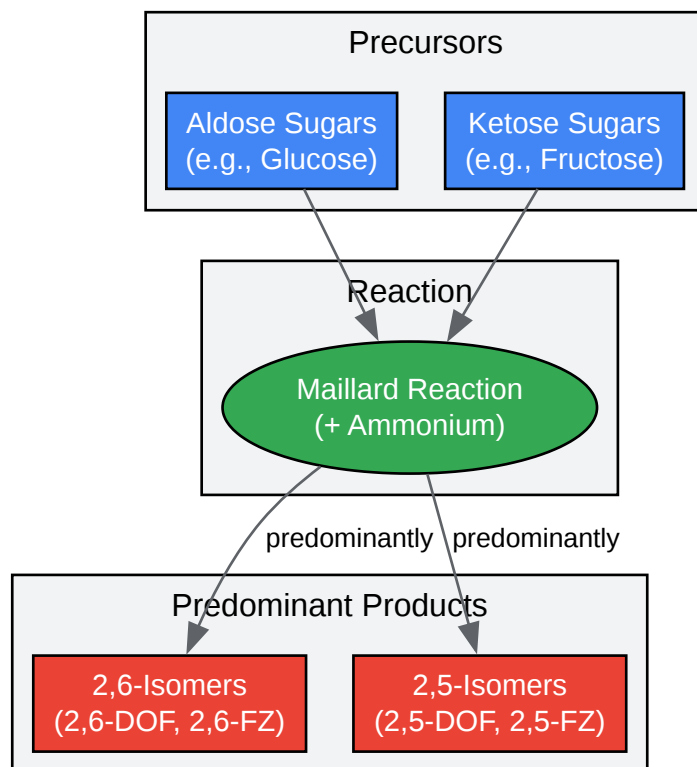 Precursors
Aldose Sugars
(e.g., Glucose)
Ketose Sugars
(e.g., Fructose)
Reaction
Maillard Reaction
(+ Ammonium)
predominantly
predominantly
Predominant Products
2,6-Isomers
(2,6-DOF, 2,6-FZ)
2,5-Isomers
(2,5-DOF, 2,5-FZ)